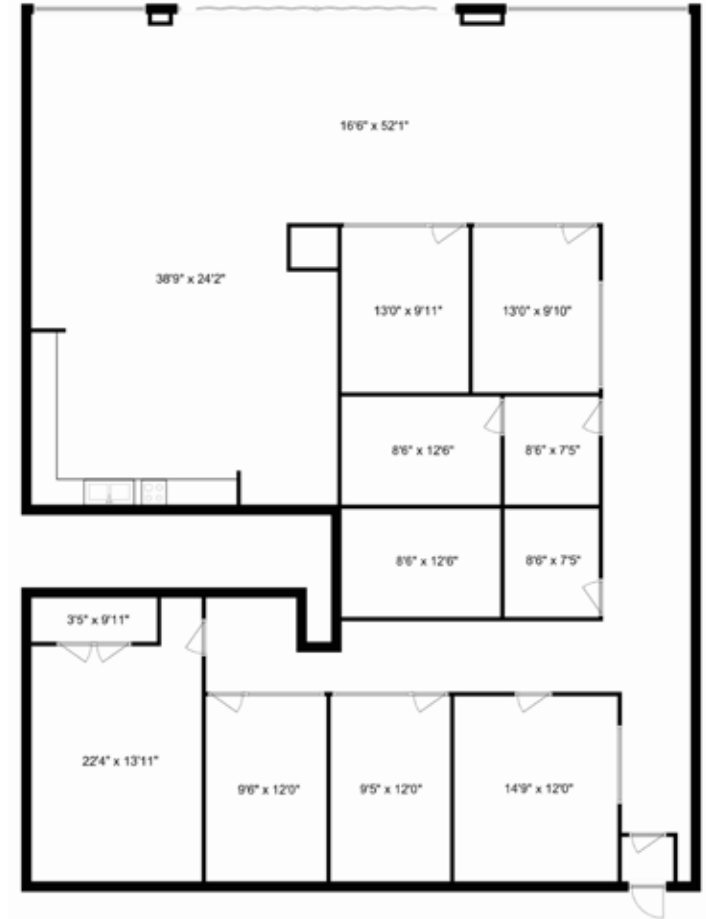 16'6" x 52'1"
38'9" x 24'2"
13'0" x 9'11"
13'0" x 9'10"
8'6" x 12'6"
8'6" x 7'5"
8'6" x 12'6"
8'6" x 7'5"
3'5" x 9'11"
22'4" x 13'11"
9'6" x 12'0"
9'5" x 12'0"
14'9" x 12'0"